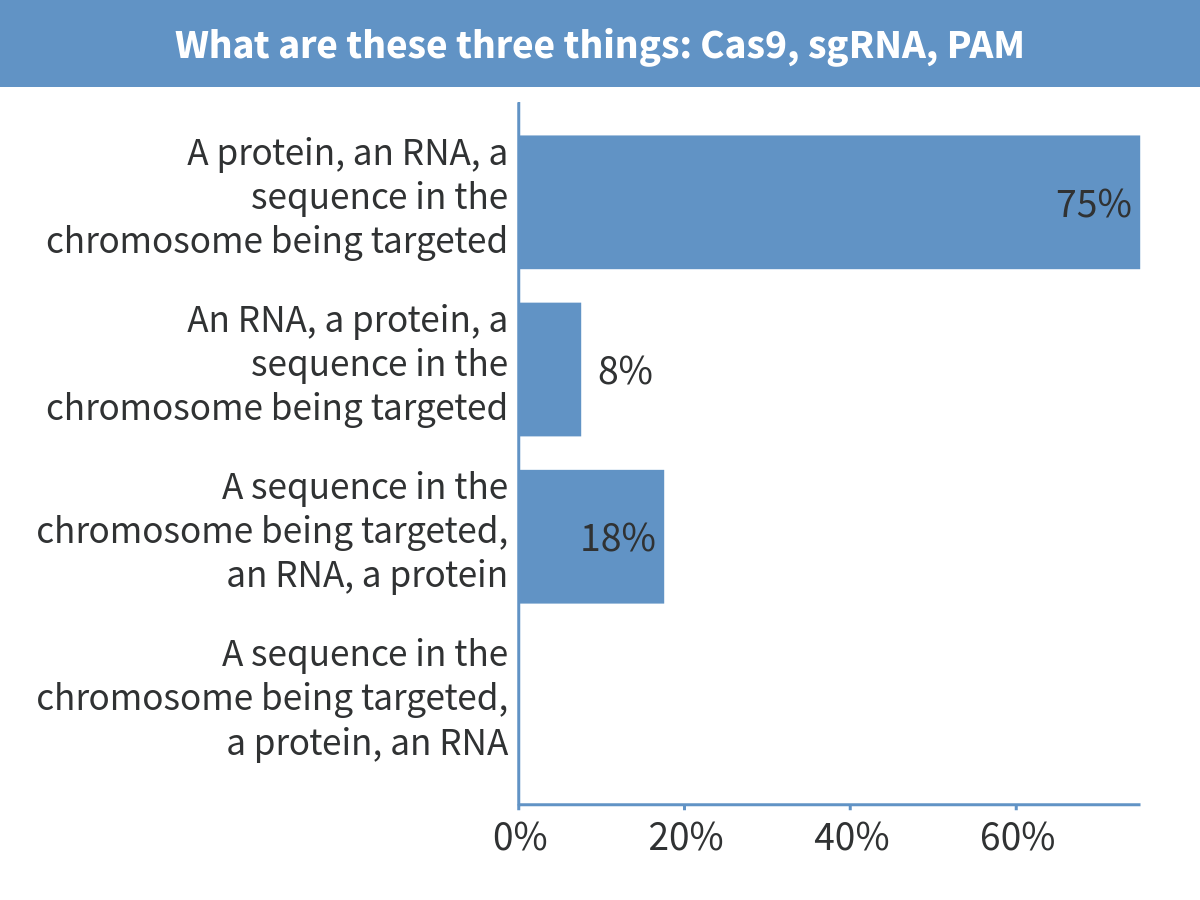 What are these three things: Cas9, sgRNA, PAM
A protein, an RNA, a
sequence in the
chromosome being targeted
75%
An RNA, a protein, a
sequence in the
chromosome being targeted
8%
A sequence in the
chromosome being targeted,
an RNA, a protein
18%
A sequence in the
chromosome being targeted,
a protein, an RNA
0% 20% 40% 60%